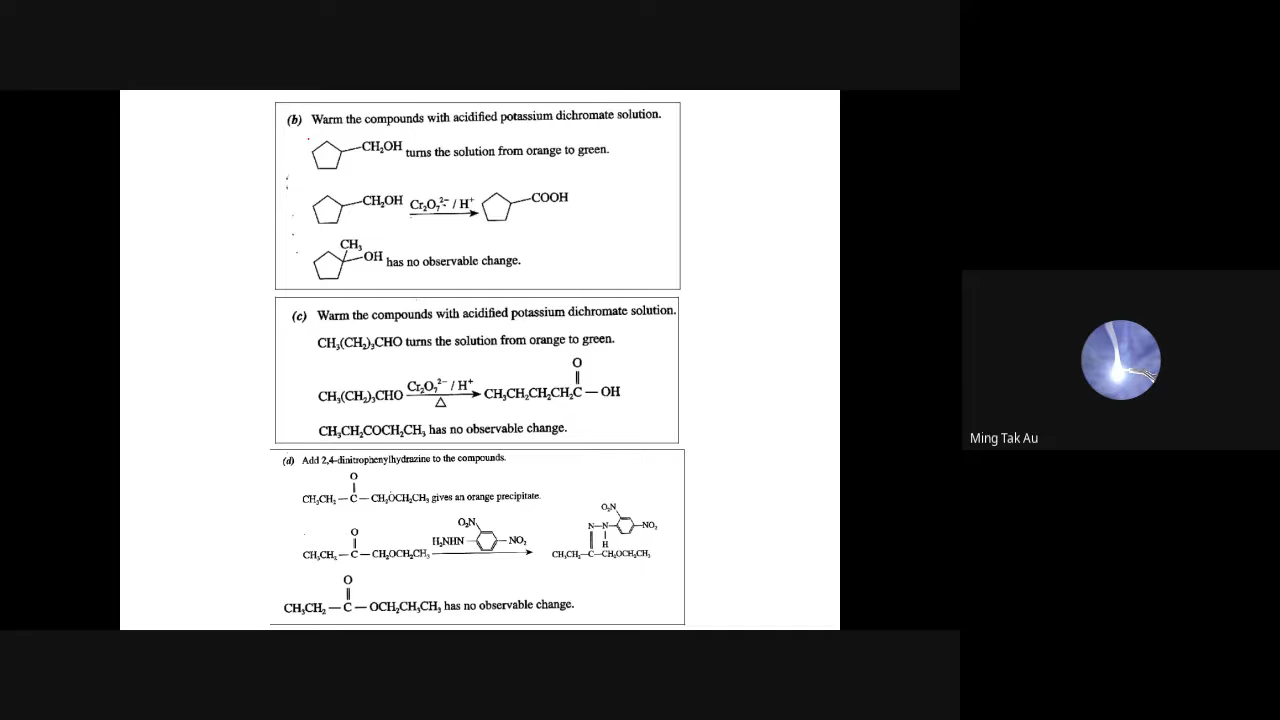 (b) Warm the compounds with acidified potassium dichromate solution.
CH₂OH turns the solution from orange to green.
CH₂OH Cr₂O₇²⁻ / H⁺ COOH
CH₃
OH has no observable change.
(c) Warm the compounds with acidified potassium dichromate solution.
CH₃(CH₂)₃CHO turns the solution from orange to green.
O
CH₃(CH₂)₃CHO Cr₂O₇²⁻ / H⁺ △ CH₃CH₂CH₂CH₂C — OH
CH₃CH₂COCH₂CH₃ has no observable change.
(d) Add 2,4-dinitrophenylhydrazine to the compounds.
O
CH₃CH₂ — C — CH₂OCH₂CH₃ gives an orange precipitate.
O₂N
O₂N N—N NO₂
O H₂NHN NO₂ H
CH₃CH₂ — C — CH₂OCH₂CH₃ CH₃CH₂—C—CH₂OCH₂CH₃
O
CH₃CH₂ — C — OCH₂CH₂CH₃ has no observable change.
Ming Tak Au